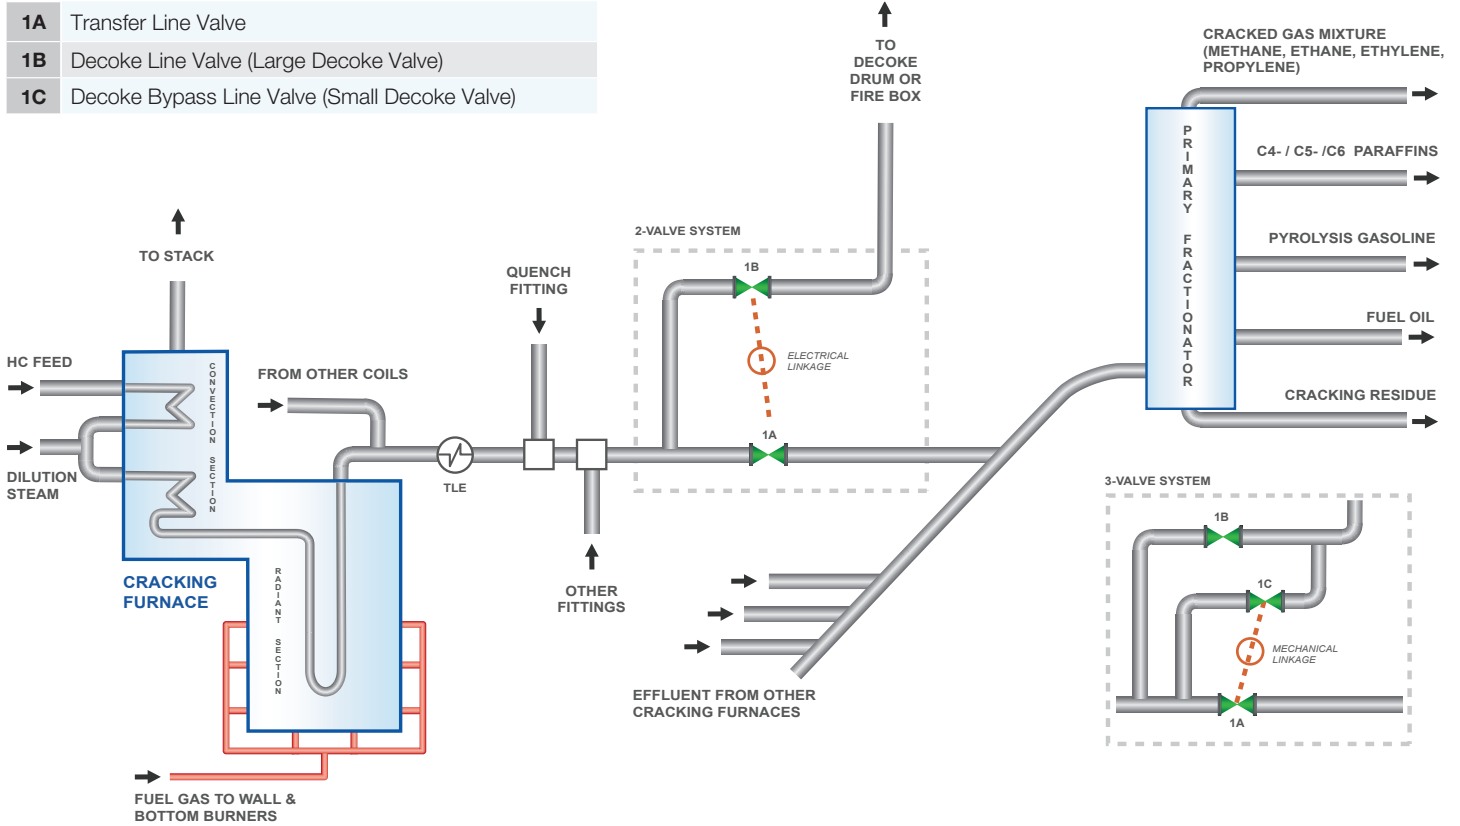 1A Transfer Line Valve
1B Decoke Line Valve (Large Decoke Valve)
1C Decoke Bypass Line Valve (Small Decoke Valve)
TO
DECOKE
DRUM OR
FIRE BOX
CRACKED GAS MIXTURE
(METHANE, ETHANE, ETHYLENE,
PROPYLENE)
C4- / C5- /C6 PARAFFINS
PYROLYSIS GASOLINE
FUEL OIL
CRACKING RESIDUE
PRIMARY FRACTIONATOR
TO STACK
HC FEED
DILUTION
STEAM
CONVECTION SECTION
FROM OTHER COILS
TLE
QUENCH
FITTING
OTHER
FITTINGS
2-VALVE SYSTEM
1B
ELECTRICAL
LINKAGE
1A
CRACKING
FURNACE
RADIANT SECTION
FUEL GAS TO WALL &
BOTTOM BURNERS
EFFLUENT FROM OTHER
CRACKING FURNACES
3-VALVE SYSTEM
1B
1C
MECHANICAL
LINKAGE
1A